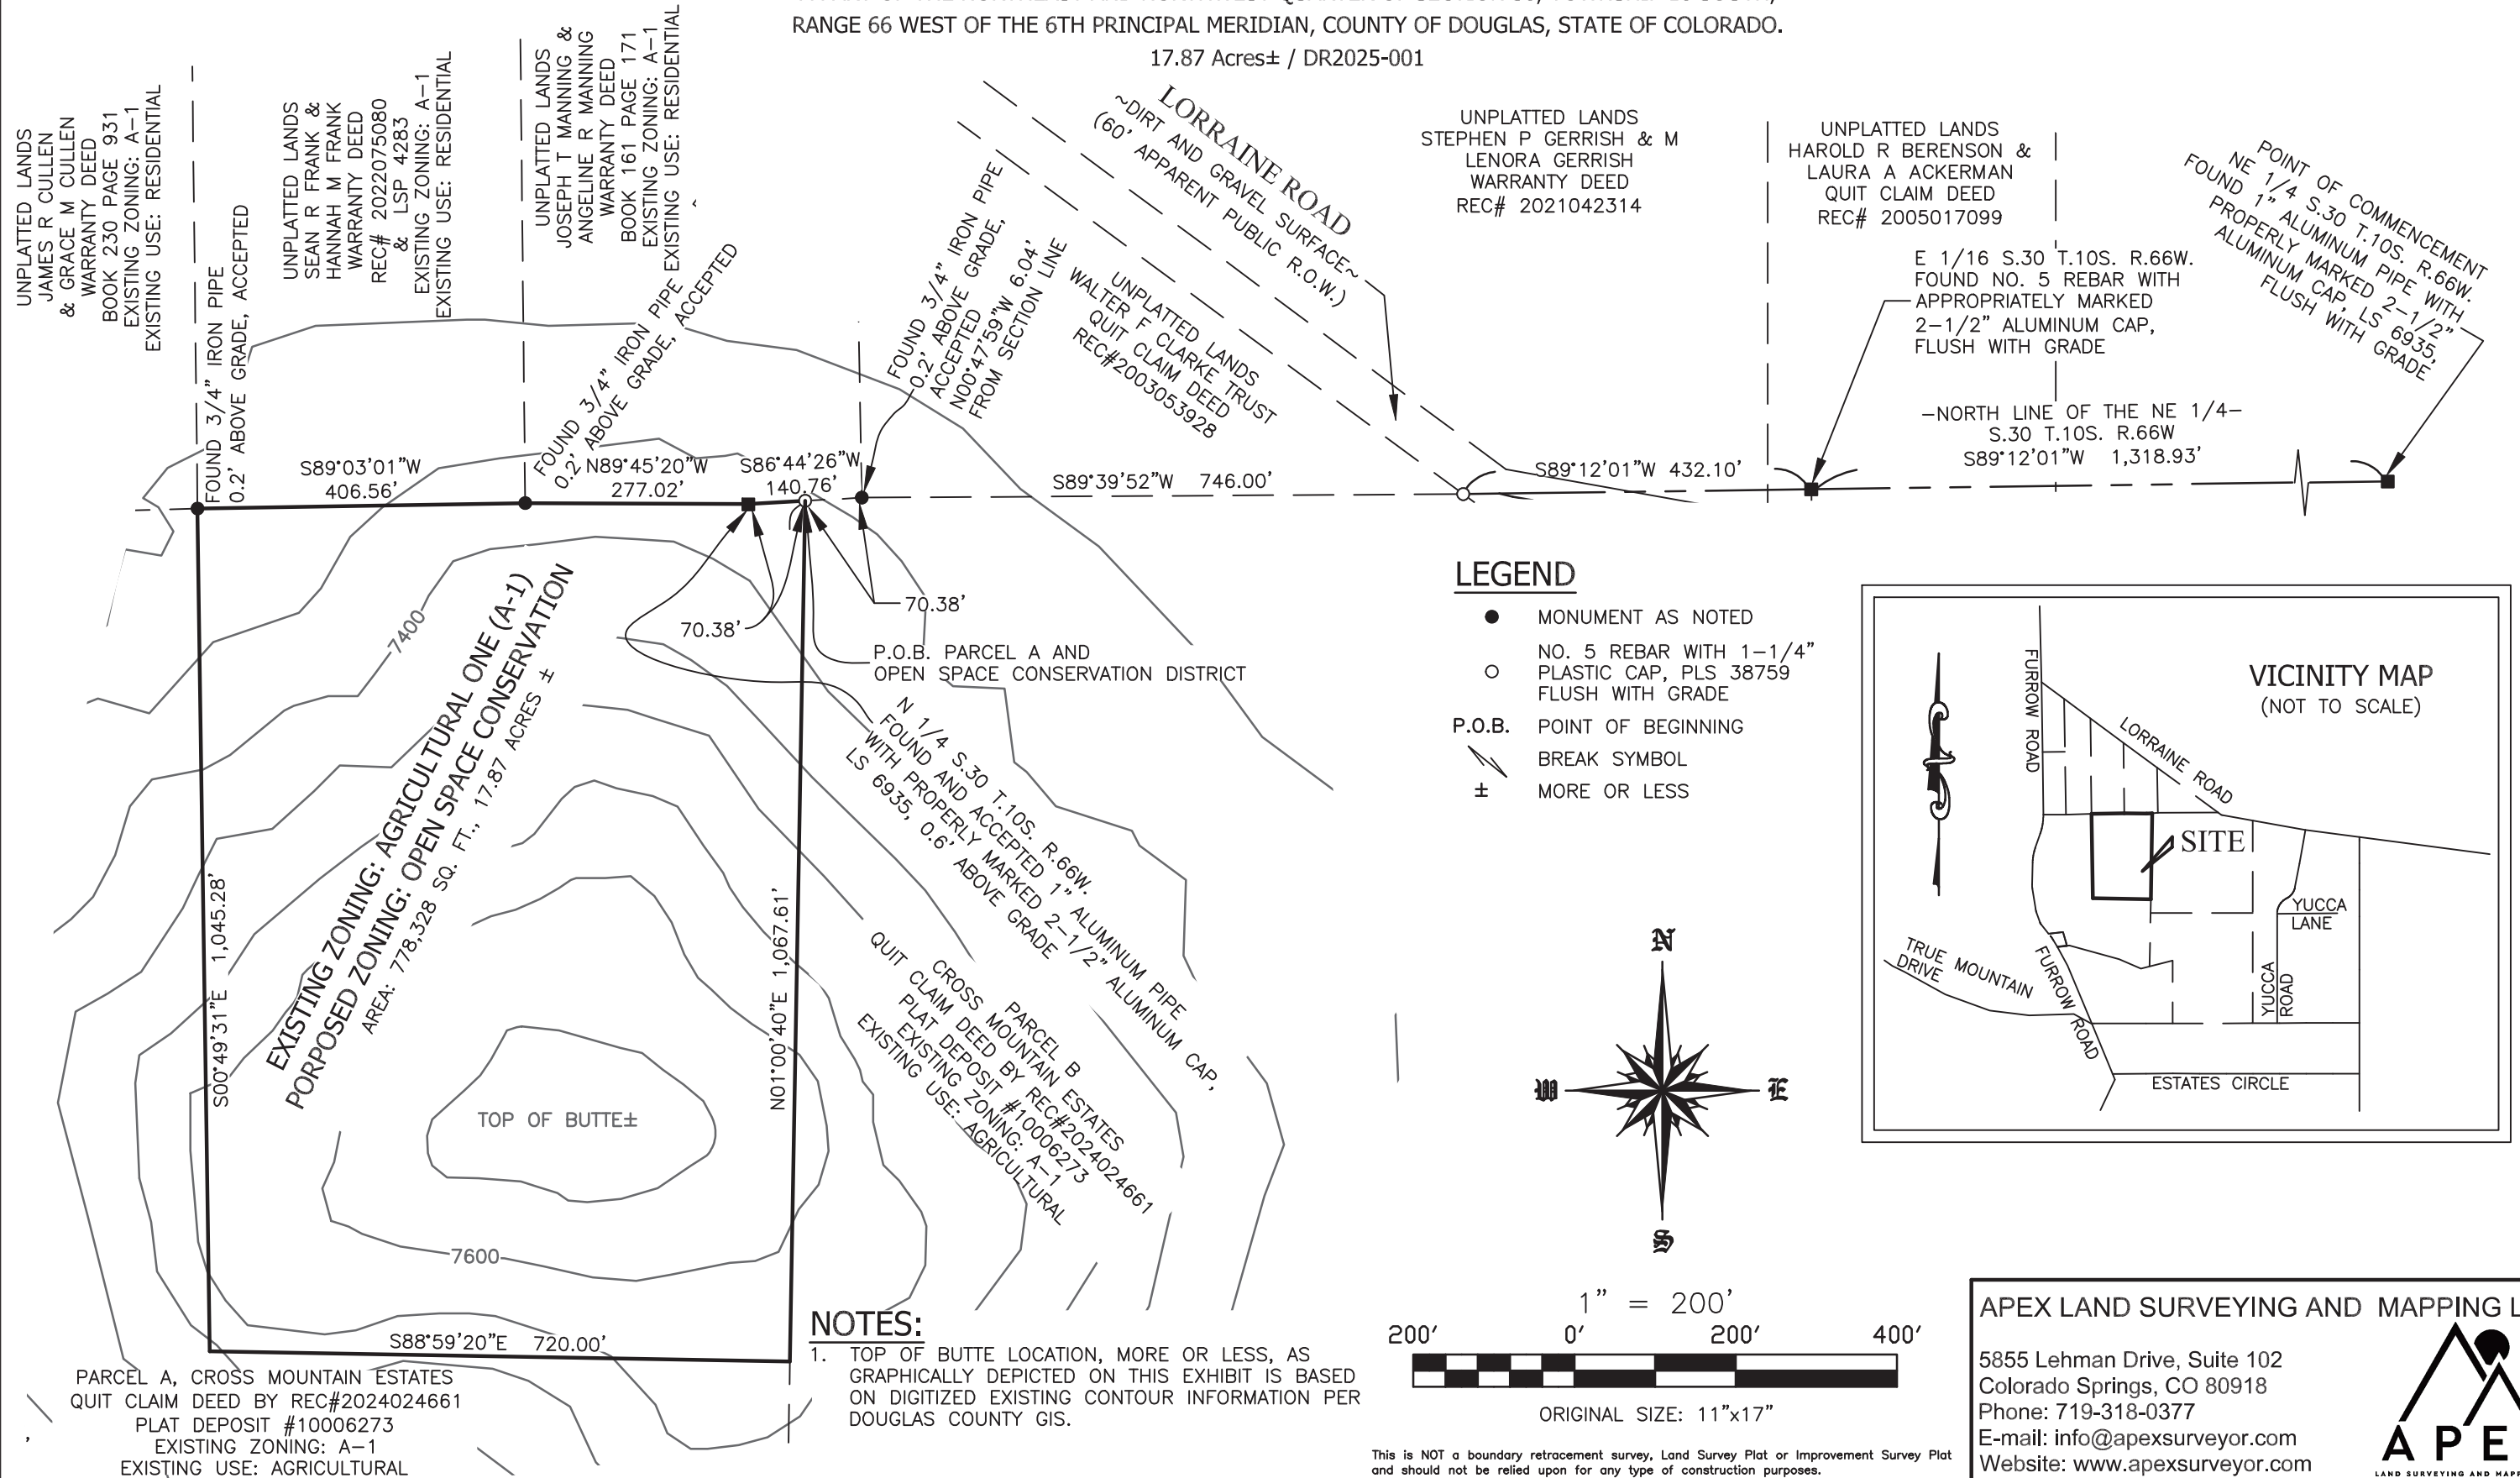 RANGE 66 WEST OF THE 6TH PRINCIPAL MERIDIAN, COUNTY OF DOUGLAS, STATE OF COLORADO.
17.87 Acres± / DR2025-001
UNPLATTED LANDS
JAMES R CULLEN
& GRACE M CULLEN
WARRANTY DEED
BOOK 230 PAGE 931
EXISTING ZONING: A-1
EXISTING USE: RESIDENTIAL
FOUND 3/4" IRON PIPE
0.2' ABOVE GRADE, ACCEPTED
UNPLATTED LANDS
SEAN R FRANK &
HANNAH M FRANK
WARRANTY DEED
REC# 2022075080
& LSP 4283
EXISTING ZONING: A-1
EXISTING USE: RESIDENTIAL
UNPLATTED LANDS
JOSEPH T MANNING &
ANGELINE R MANNING
WARRANTY DEED
BOOK 161 PAGE 171
EXISTING ZONING: A-1
EXISTING USE: RESIDENTIAL
FOUND 3/4" IRON PIPE
0.2' ABOVE GRADE, ACCEPTED
FOUND 3/4" IRON PIPE
0.2' ABOVE GRADE,
ACCEPTED
N00°47'59"W 6.04'
FROM SECTION LINE
LORRAINE ROAD
~DIRT AND GRAVEL SURFACE~
(60' APPARENT PUBLIC R.O.W.)
UNPLATTED LANDS
WALTER F CLARKE TRUST
QUIT CLAIM DEED
REC#2003053928
UNPLATTED LANDS
STEPHEN P GERRISH & M
LENORA GERRISH
WARRANTY DEED
REC# 2021042314
UNPLATTED LANDS
HAROLD R BERENSON &
LAURA A ACKERMAN
QUIT CLAIM DEED
REC# 2005017099
E 1/16 S.30 T.10S. R.66W.
FOUND NO. 5 REBAR WITH
APPROPRIATELY MARKED
2-1/2" ALUMINUM CAP,
FLUSH WITH GRADE
POINT OF COMMENCEMENT
NE 1/4 S.30 T.10S. R.66W.
FOUND 1" ALUMINUM PIPE WITH
PROPERLY MARKED 2-1/2"
ALUMINUM CAP, LS 6935,
FLUSH WITH GRADE
-NORTH LINE OF THE NE 1/4-
S.30 T.10S. R.66W
S89°12'01"W 1,318.93'
S89°03'01"W
406.56'
N89°45'20"W
277.02'
S86°44'26"W
140.76'
S89°39'52"W 746.00'
S89°12'01"W 432.10'
70.38'
70.38'
P.O.B. PARCEL A AND
OPEN SPACE CONSERVATION DISTRICT
7400
EXISTING ZONING: AGRICULTURAL ONE (A-1)
PORPOSED ZONING: OPEN SPACE CONSERVATION
AREA: 778,328 SQ. FT., 17.87 ACRES ±
N 1/4 S.30 T.10S. R.66W.
FOUND AND ACCEPTED 1" ALUMINUM PIPE
WITH PROPERLY MARKED 2-1/2" ALUMINUM CAP,
LS 6935, 0.6' ABOVE GRADE
S00°49'31"E 1,045.28'
N01°00'40"E 1,067.61'
PARCEL B
CROSS MOUNTAIN ESTATES
QUIT CLAIM DEED BY REC#2024024661
PLAT DEPOSIT #10006273
EXISTING ZONING: A-1
EXISTING USE: AGRICULTURAL
TOP OF BUTTE±
7600
S88°59'20"E 720.00'
PARCEL A, CROSS MOUNTAIN ESTATES
QUIT CLAIM DEED BY REC#2024024661
PLAT DEPOSIT #10006273
EXISTING ZONING: A-1
EXISTING USE: AGRICULTURAL
LEGEND
MONUMENT AS NOTED
NO. 5 REBAR WITH 1-1/4"
PLASTIC CAP, PLS 38759
FLUSH WITH GRADE
P.O.B. POINT OF BEGINNING
BREAK SYMBOL
± MORE OR LESS
VICINITY MAP
(NOT TO SCALE)
FURROW ROAD
LORRAINE ROAD
SITE
YUCCA
LANE
TRUE MOUNTAIN
DRIVE
FURROW ROAD
YUCCA
ROAD
ESTATES CIRCLE
N
W
E
S
NOTES:
1. TOP OF BUTTE LOCATION, MORE OR LESS, AS
GRAPHICALLY DEPICTED ON THIS EXHIBIT IS BASED
ON DIGITIZED EXISTING CONTOUR INFORMATION PER
DOUGLAS COUNTY GIS.
1" = 200'
200' 0' 200' 400'
ORIGINAL SIZE: 11"x17"
This is NOT a boundary retracement survey, Land Survey Plat or Improvement Survey Plat
and should not be relied upon for any type of construction purposes.
APEX LAND SURVEYING AND MAPPING L
5855 Lehman Drive, Suite 102
Colorado Springs, CO 80918
Phone: 719-318-0377
E-mail: info@apexsurveyor.com
Website: www.apexsurveyor.com
APE
LAND SURVEYING AND MAP